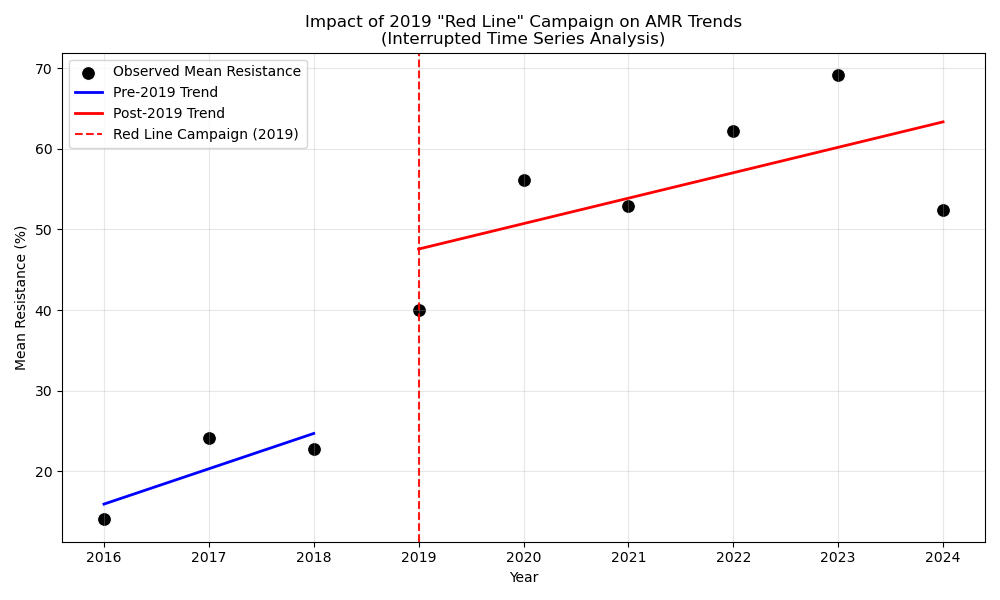 Impact of 2019 "Red Line" Campaign on AMR Trends
(Interrupted Time Series Analysis)
Observed Mean Resistance
Pre-2019 Trend
Post-2019 Trend
Red Line Campaign (2019)
Mean Resistance (%)
70
60
50
40
30
20
2016 2017 2018 2019 2020 2021 2022 2023 2024
Year